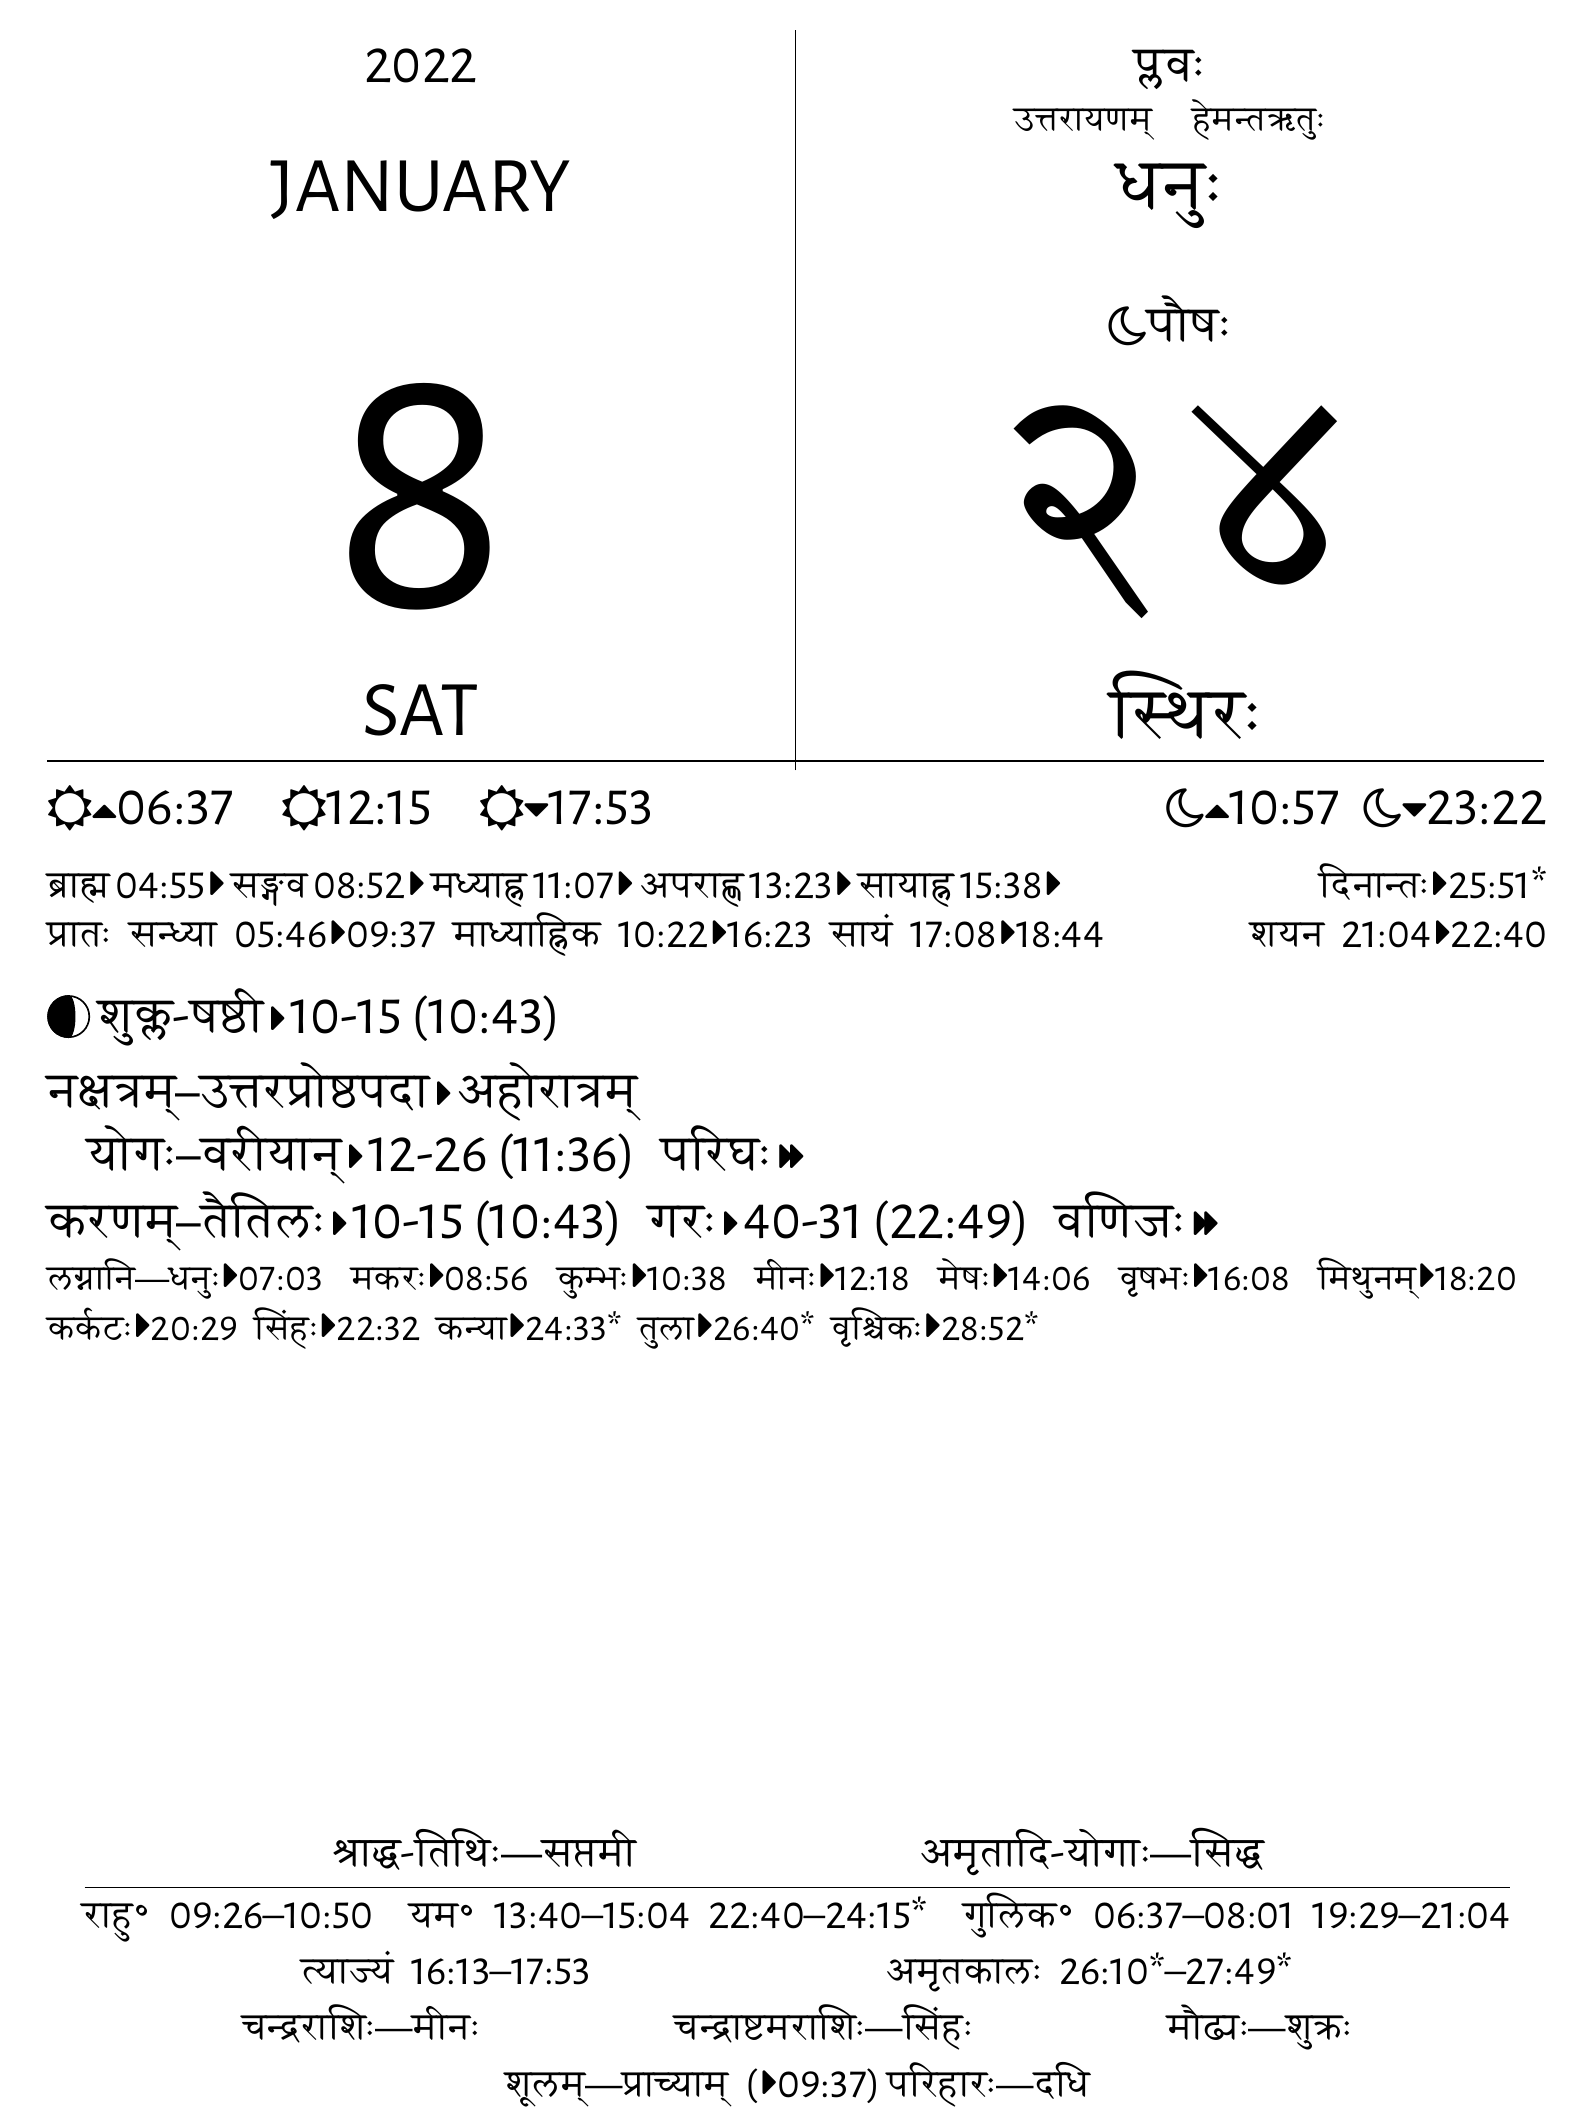 2022
JANUARY
8
SAT
प्लवः
उत्तरायणम् हेमन्तऋतुः
धनुः
पौषः
२४
स्थिरः
06:37 12:15 17:53 10:57 23:22
ब्राह्म 04:55 सङ्गव 08:52 मध्याह्न 11:07 अपराह्ण 13:23 सायाह्न 15:38 दिनान्तः 25:51*
प्रातः सन्ध्या 05:46 09:37 माध्याह्निक 10:22 16:23 सायं 17:08 18:44 शयन 21:04 22:40
शुक्ल-षष्ठी 10-15 (10:43)
नक्षत्रम्–उत्तरप्रोष्ठपदा अहोरात्रम्
योगः–वरीयान् 12-26 (11:36) परिघः
करणम्–तैतिलः 10-15 (10:43) गरः 40-31 (22:49) वणिजः
लग्नानि—धनुः 07:03 मकरः 08:56 कुम्भः 10:38 मीनः 12:18 मेषः 14:06 वृषभः 16:08 मिथुनम् 18:20
कर्कटः 20:29 सिंहः 22:32 कन्या 24:33* तुला 26:40* वृश्चिकः 28:52*
श्राद्ध-तिथिः—सप्तमी अमृतादि-योगाः—सिद्ध
राहु° 09:26–10:50 यम° 13:40–15:04 22:40–24:15* गुलिक° 06:37–08:01 19:29–21:04
त्याज्यं 16:13–17:53 अमृतकालः 26:10*–27:49*
चन्द्रराशिः—मीनः चन्द्राष्टमराशिः—सिंहः मौढ्यः—शुक्रः
शूलम्—प्राच्याम् (09:37) परिहारः—दधि